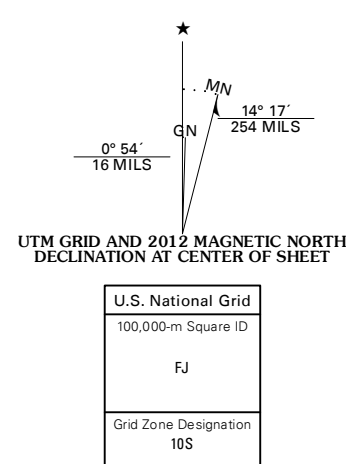 MN
GN
14° 17´
254 MILS
0° 54´
16 MILS
UTM GRID AND 2012 MAGNETIC NORTH
DECLINATION AT CENTER OF SHEET
U.S. National Grid
100,000-m Square ID
FJ
Grid Zone Designation
10S